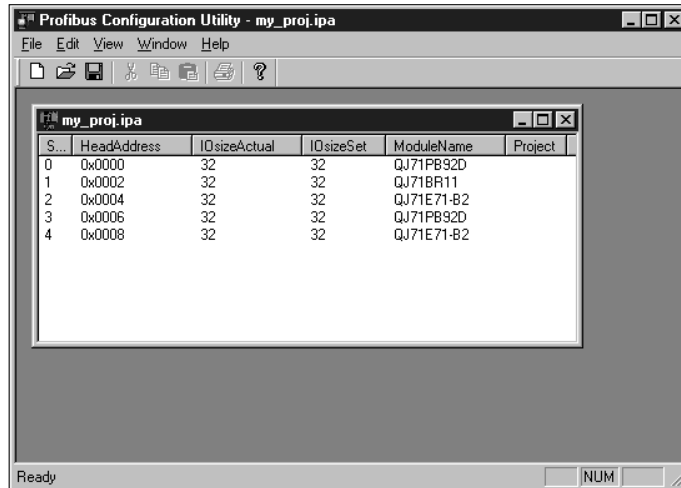 Profibus Configuration Utility - my_proj.ipa
File Edit View Window Help
my_proj.ipa
S... HeadAddress IOsizeActual IOsizeSet ModuleName Project
0 0x0000 32 32 QJ71PB92D
1 0x0002 32 32 QJ71BR11
2 0x0004 32 32 QJ71E71-B2
3 0x0006 32 32 QJ71PB92D
4 0x0008 32 32 QJ71E71-B2
Ready NUM